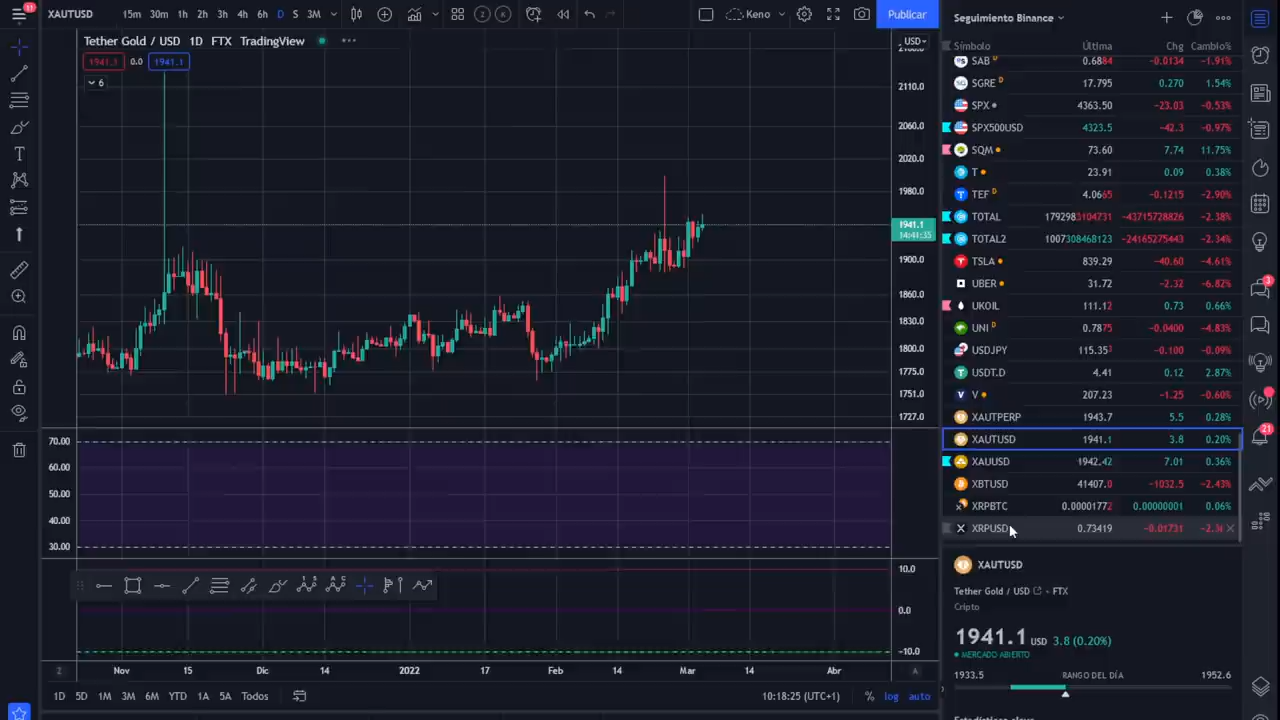 11
XAUTUSD
15m 30m 1h 2h 3h 4h 6h D S 3M
Keno
Publicar
Tether Gold / USD 1D FTX TradingView
1941.1 0.0 1941.1
6
USD
2110.0
2060.0
2020.0
1980.0
1941.1
14:41:35
1900.0
1860.0
1830.0
1800.0
1775.0
1751.0
1727.0
70.00
60.00
50.00
40.00
30.00
10.0
0.0
-10.0
Z Nov 15 Dic 14 2022 17 Feb 14 Mar 14 Abr A
1D 5D 1M 3M 6M YTD 1A 5A Todos
10:18:25 (UTC+1) % log auto
Seguimiento Binance
Símbolo Última Chg Cambio%
SAB D 0.6884 -0.0134 -1.91%
SGRE D 17.795 0.270 1.54%
SPX 4363.50 -23.03 -0.53%
SPX500USD 4323.5 -42.3 -0.97%
SQM 73.60 7.74 11.75%
T 23.91 0.09 0.38%
TEF D 4.0665 -0.1215 -2.90%
TOTAL 1792983104731 -43715728826 -2.38%
TOTAL2 1007308468123 -24165275443 -2.34%
TSLA 839.29 -40.60 -4.61%
UBER 31.72 -2.32 -6.82%
UKOIL 111.12 0.73 0.66%
UNI D 0.7875 -0.0400 -4.83%
USDJPY 115.353 -0.100 -0.09%
USDT.D 4.41 0.12 2.87%
V 207.23 -1.25 -0.60%
XAUTPERP 1943.7 5.5 0.28%
XAUTUSD 1941.1 3.8 0.20%
XAUUSD 1942.42 7.01 0.36%
XBTUSD 41407.0 -1032.5 -2.43%
XRPBTC 0.00001772 0.00000001 0.06%
XRPUSD 0.73419 -0.01731
3
21
XAUTUSD
Tether Gold / USD FTX
Cripto
1941.1 USD 3.8 (0.20%)
MERCADO ABIERTO
1933.5 RANGO DEL DÍA 1952.6